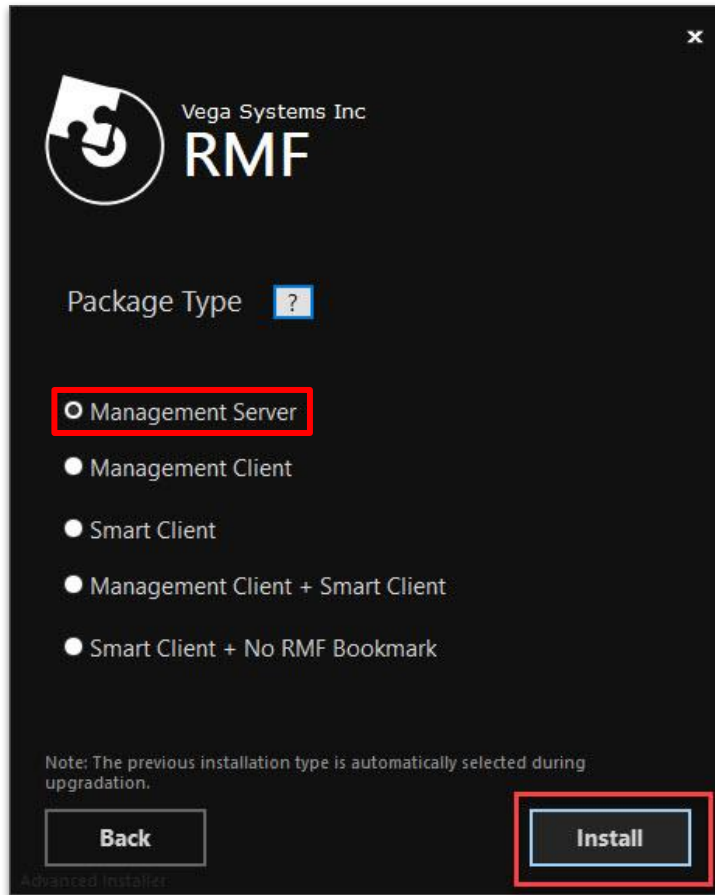 x
Vega Systems Inc
RMF
Package Type ?
Management Server
Management Client
Smart Client
Management Client + Smart Client
Smart Client + No RMF Bookmark
Note: The previous installation type is automatically selected during
upgradation.
Back Install
Advanced Installer